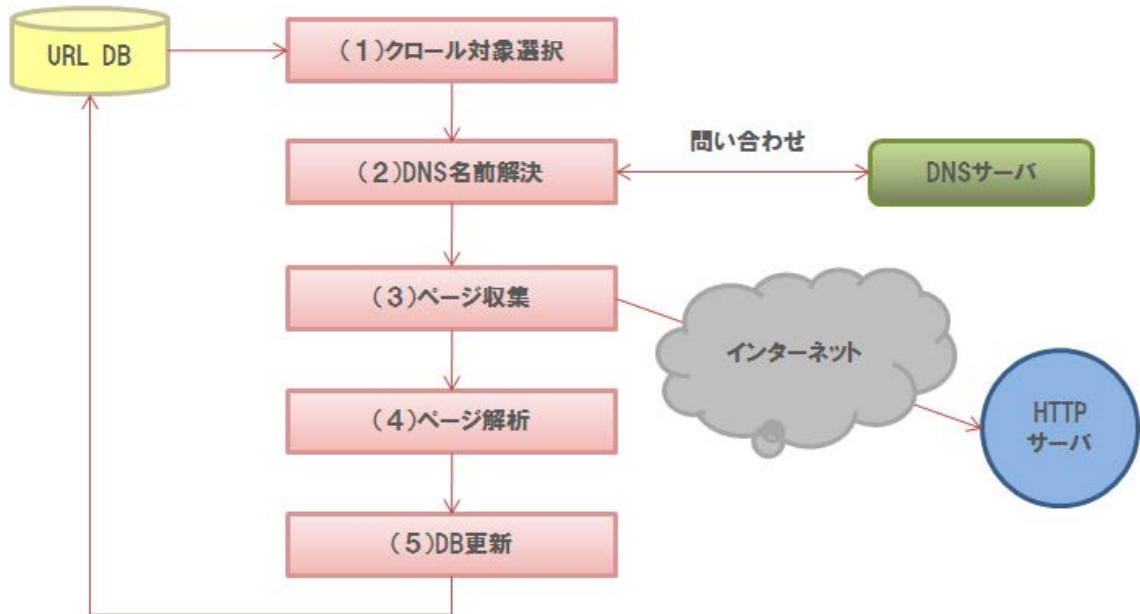 URL DB
(1)クロール対象選択
問い合わせ
(2)DNS名前解決
DNSサーバ
(3)ページ収集
インターネット
(4)ページ解析
HTTP
サーバ
(5)DB更新